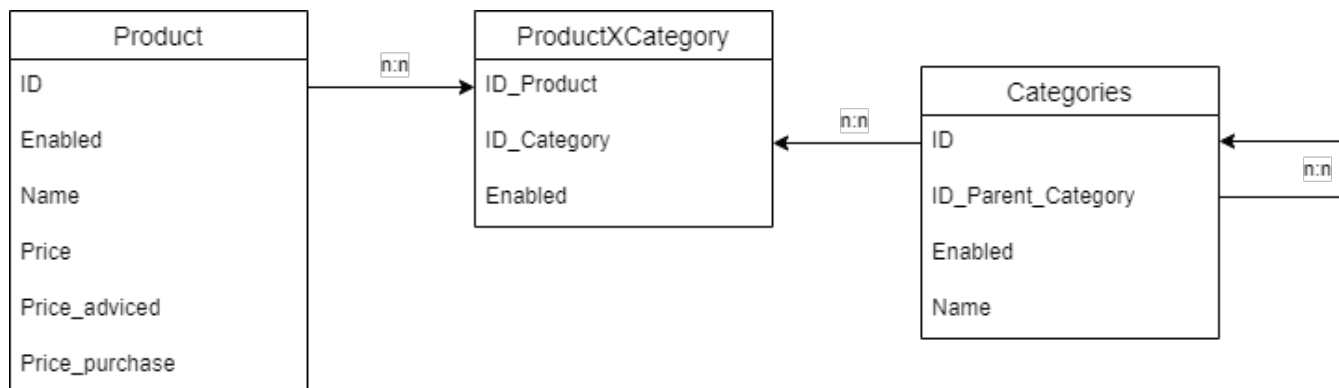 Product
ID
Enabled
Name
Price
Price_adviced
Price_purchase
n:n
ProductXCategory
ID_Product
ID_Category
Enabled
n:n
Categories
ID
ID_Parent_Category
Enabled
Name
n:n